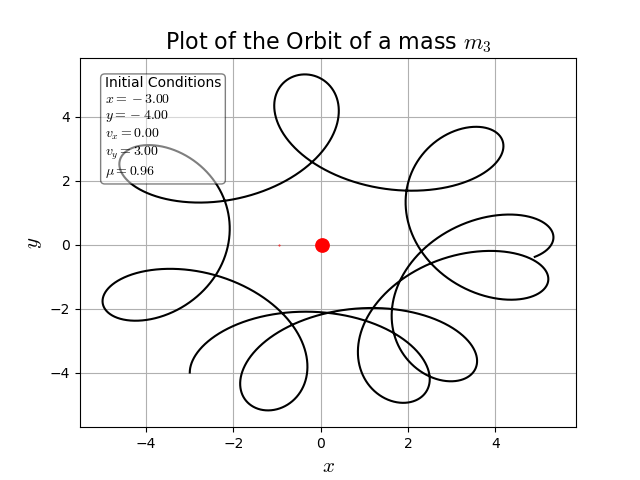 Plot of the Orbit of a mass m₃
Initial Conditions
x = −3.00
y = −4.00
vₓ = 0.00
v_y = 3.00
μ = 0.96
y
4
2
0
−2
−4
−4 −2 0 2 4
x